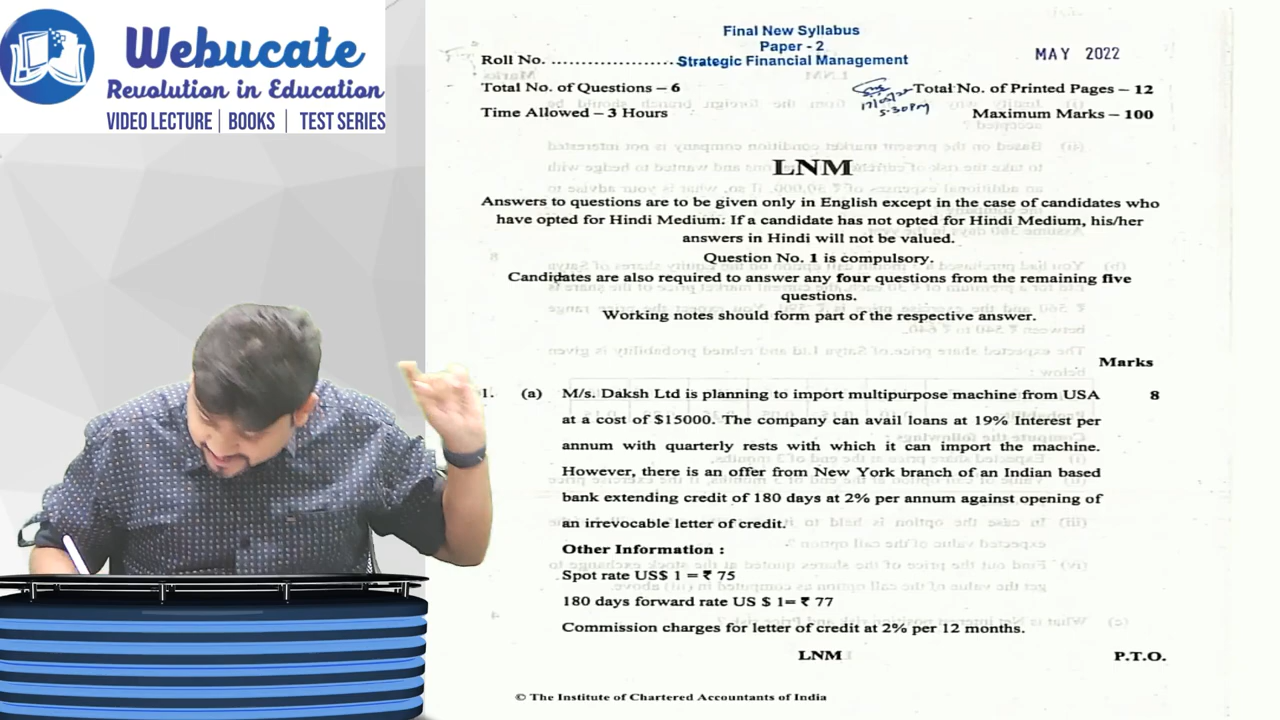 Webucate
Revolution in Education
VIDEO LECTURE | BOOKS | TEST SERIES
Final New Syllabus
Paper - 2
Strategic Financial Management
MAY 2022
Roll No. ........................
Total No. of Questions – 6
17/05/22
5.30 PM
Total No. of Printed Pages – 12
Time Allowed – 3 Hours
Maximum Marks – 100
LNM
Answers to questions are to be given only in English except in the case of candidates who
have opted for Hindi Medium. If a candidate has not opted for Hindi Medium, his/her
answers in Hindi will not be valued.
Question No. 1 is compulsory.
Candidates are also required to answer any four questions from the remaining five
questions.
Working notes should form part of the respective answer.
Marks
1. (a) M/s. Daksh Ltd is planning to import multipurpose machine from USA 8
at a cost of $15000. The company can avail loans at 19% Interest per
annum with quarterly rests with which it can import the machine.
However, there is an offer from New York branch of an Indian based
bank extending credit of 180 days at 2% per annum against opening of
an irrevocable letter of credit.
Other Information :
Spot rate US$ 1 = ₹ 75
180 days forward rate US $ 1= ₹ 77
Commission charges for letter of credit at 2% per 12 months.
LNM
P.T.O.
© The Institute of Chartered Accountants of India